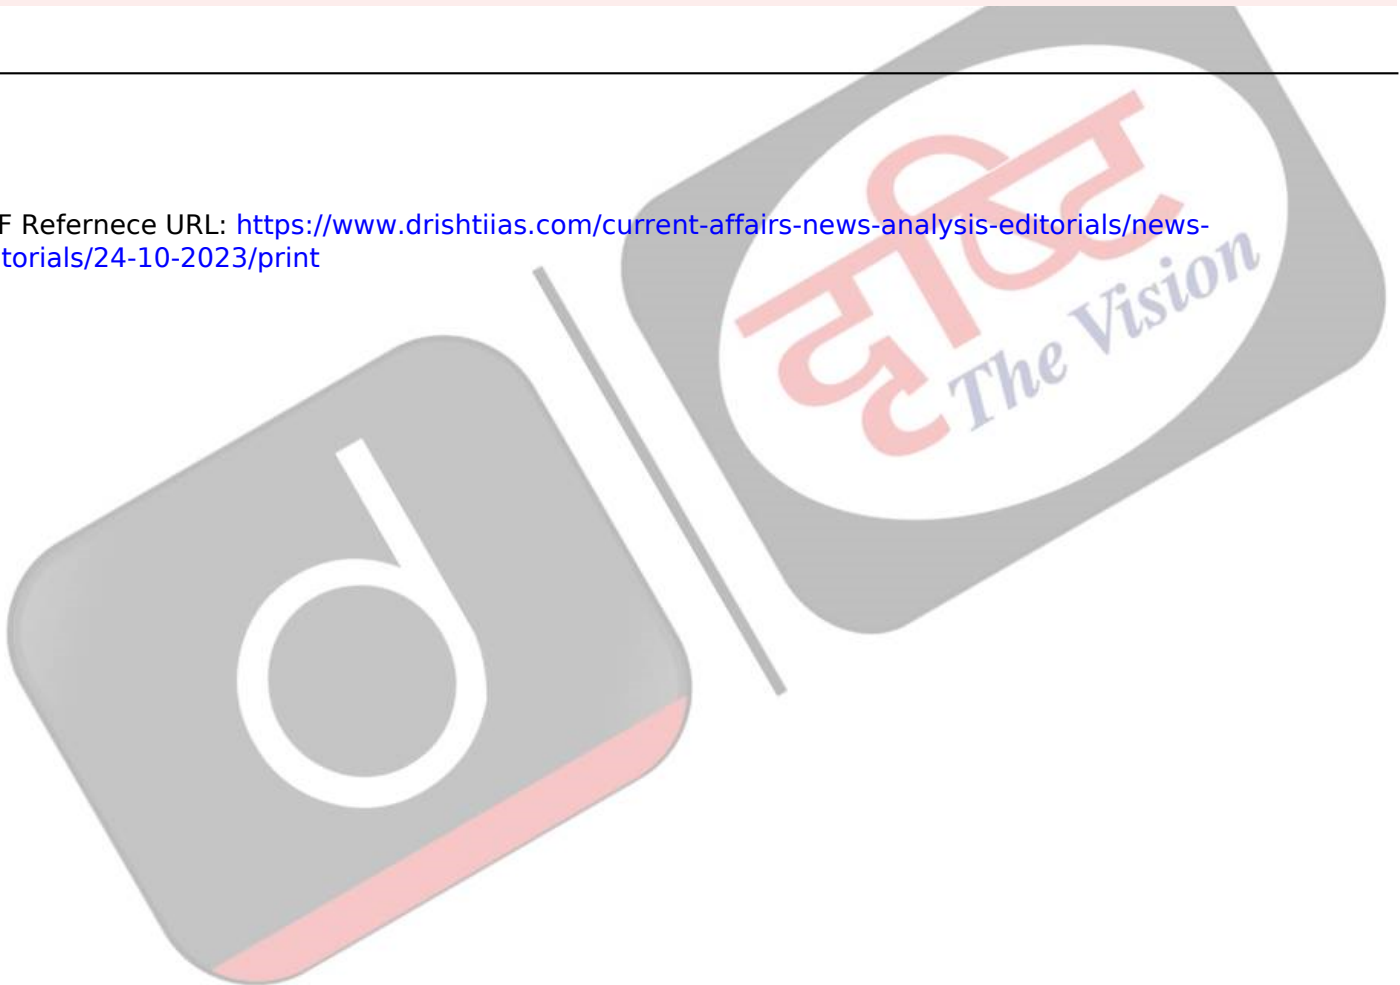 F Refernece URL: https://www.drishtiias.com/current-affairs-news-analysis-editorials/news-
torials/24-10-2023/print
दृष्टि
The Vision
d